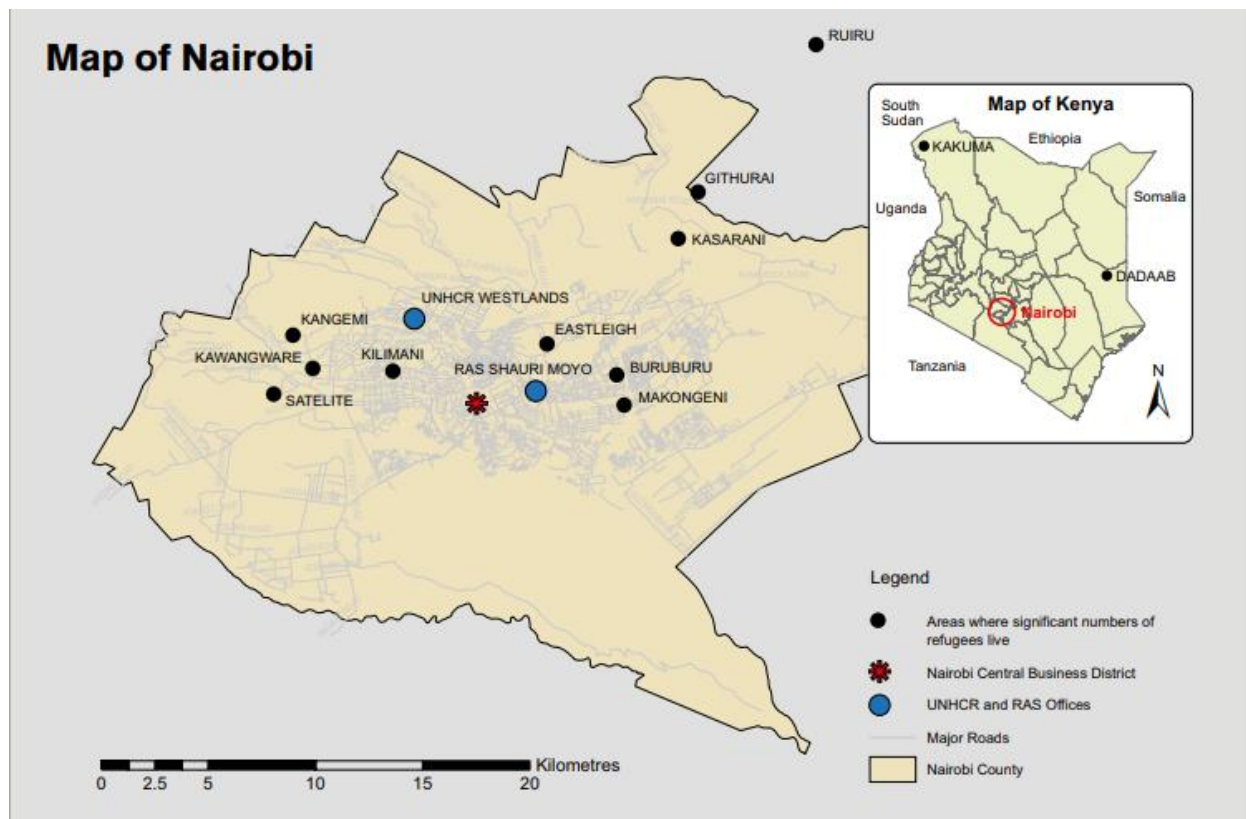 Map of Nairobi
RUIRU
GITHURAI
KASARANI
UNHCR WESTLANDS
KANGEMI
EASTLEIGH
KAWANGWARE
KILIMANI
RAS SHAURI MOYO
BURUBURU
SATELITE
MAKONGENI
Map of Kenya
South
Sudan
KAKUMA
Ethiopia
Uganda
Somalia
DADAAB
Nairobi
Tanzania
N
Legend
Areas where significant numbers of
refugees live
Nairobi Central Business District
UNHCR and RAS Offices
Major Roads
Nairobi County
Kilometres
0 2.5 5 10 15 20